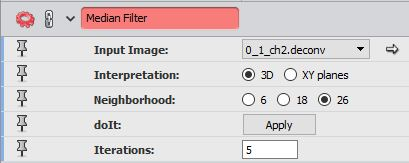 Median Filter
Input Image: 0_1_ch2.deconv
Interpretation: 3D XY planes
Neighborhood: 6 18 26
doIt: Apply
Iterations: 5